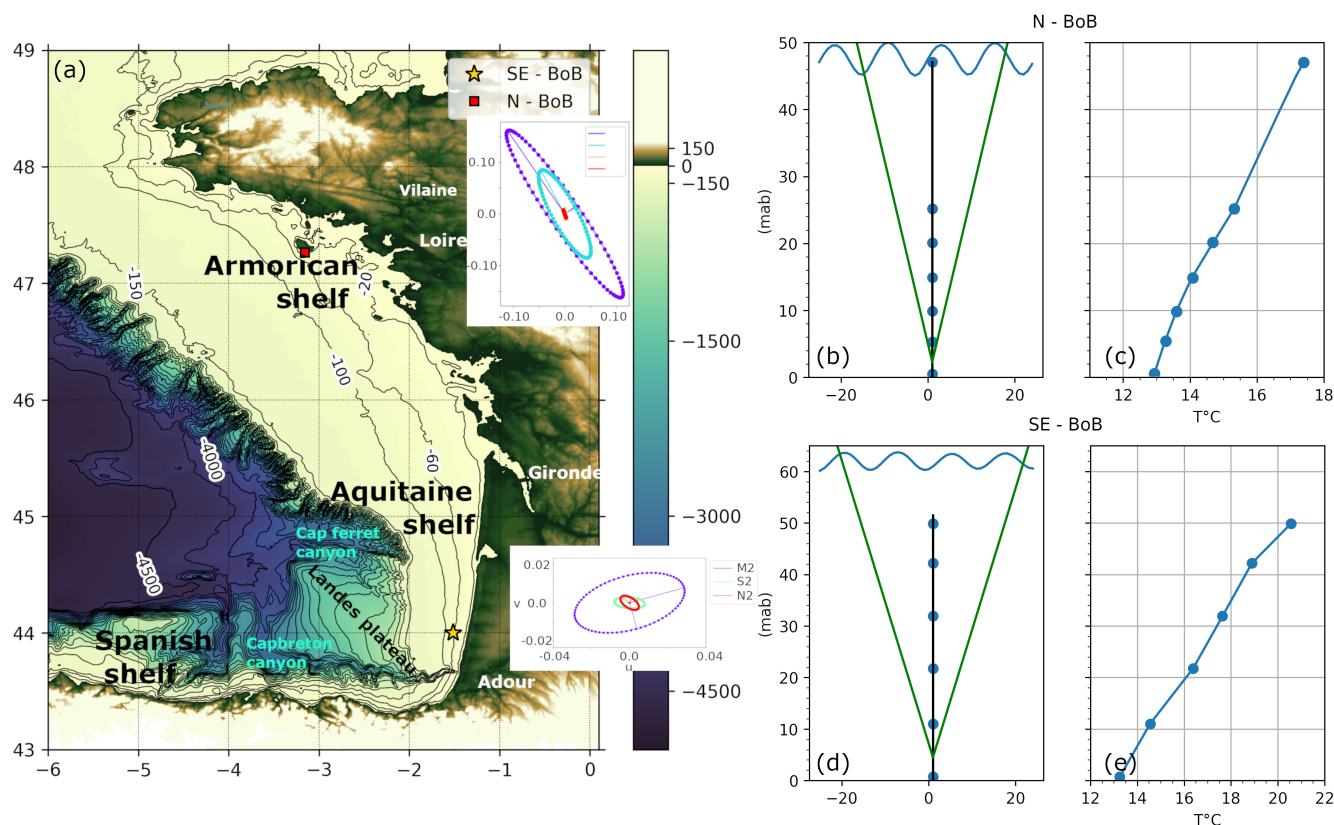 (a)
SE - BoB
N - BoB
49
48
47
46
45
44
43
-6
-5
-4
-3
-2
-1
0
Vilaine
Loire
Gironde
Adour
Armorican
shelf
Aquitaine
shelf
Spanish
shelf
Cap ferret
canyon
Capbreton
canyon
Landes plateau
-150
-20
-100
-60
-4000
-4500
150
0
−150
−1500
−3000
−4500
0.10
0.0
-0.10
-0.10
0.00
0.10
0.02
0.00
-0.02
v
-0.04
0.00
0.04
u
M2
S2
N2
N - BoB
50
40
30
20
10
0
(mab)
(b)
−20
0
20
(c)
12
14
16
18
T°C
SE - BoB
60
50
40
30
20
10
0
(mab)
(d)
−20
0
20
(e)
12
14
16
18
20
22
T°C